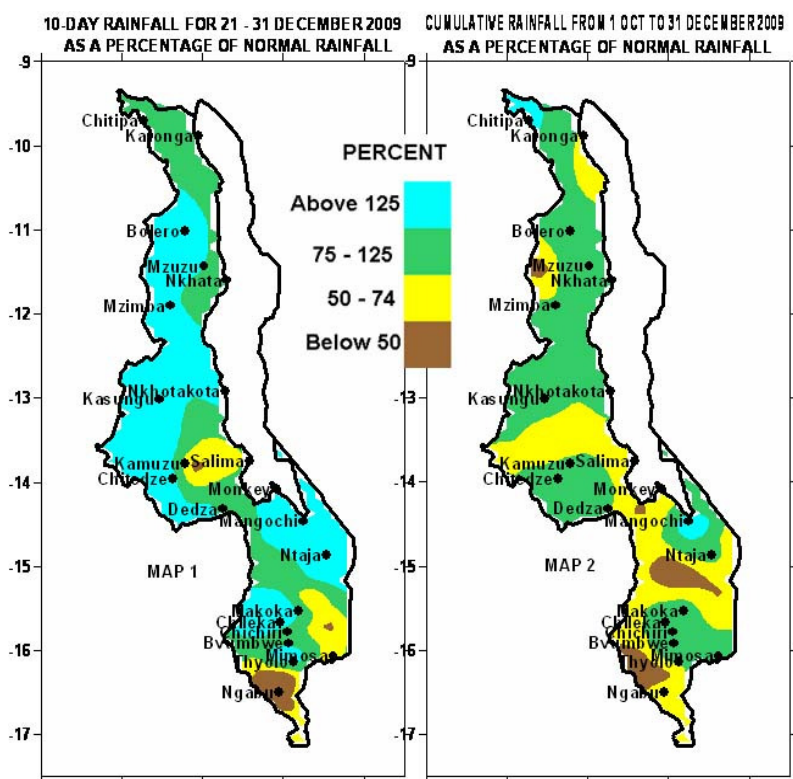 10-DAY RAINFALL FOR 21 - 31 DECEMBER 2009
AS A PERCENTAGE OF NORMAL RAINFALL
CUMULATIVE RAINFALL FROM 1 OCT TO 31 DECEMBER 2009
AS A PERCENTAGE OF NORMAL RAINFALL
-9
-10
-11
-12
-13
-14
-15
-16
-17
Chitipa
Karonga
Bolero
Mzuzu
Nkhata
Mzimba
Nkhotakota
Kasungu
Kamuzu
Salima
Chitedze
Monkey
Dedza
Mangochi
Ntaja
MAP 1
Makoka
Chileka
Chichiri
Bvumbwe
Mimosa
Thyolo
Ngabu
PERCENT
Above 125
75 - 125
50 - 74
Below 50
-9
-10
-11
-12
-13
-14
-15
-16
-17
Chitipa
Karonga
Bolero
Mzuzu
Nkhata
Mzimba
Nkhotakota
Kasungu
Kamuzu
Salima
Chitedze
Monkey
Dedza
Mangochi
Ntaja
MAP 2
Makoka
Chileka
Chichiri
Bvumbwe
Mimosa
Thyolo
Ngabu